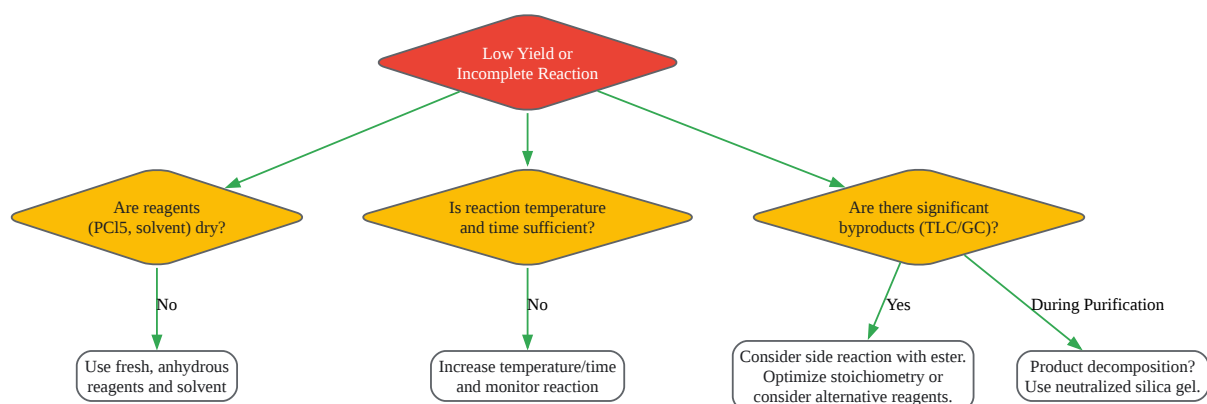 Low Yield or
Incomplete Reaction
Are reagents
(PCl5, solvent) dry?
Is reaction temperature
and time sufficient?
Are there significant
byproducts (TLC/GC)?
No
No
Yes
During Purification
Use fresh, anhydrous
reagents and solvent
Increase temperature/time
and monitor reaction
Consider side reaction with ester.
Optimize stoichiometry or
consider alternative reagents.
Product decomposition?
Use neutralized silica gel.